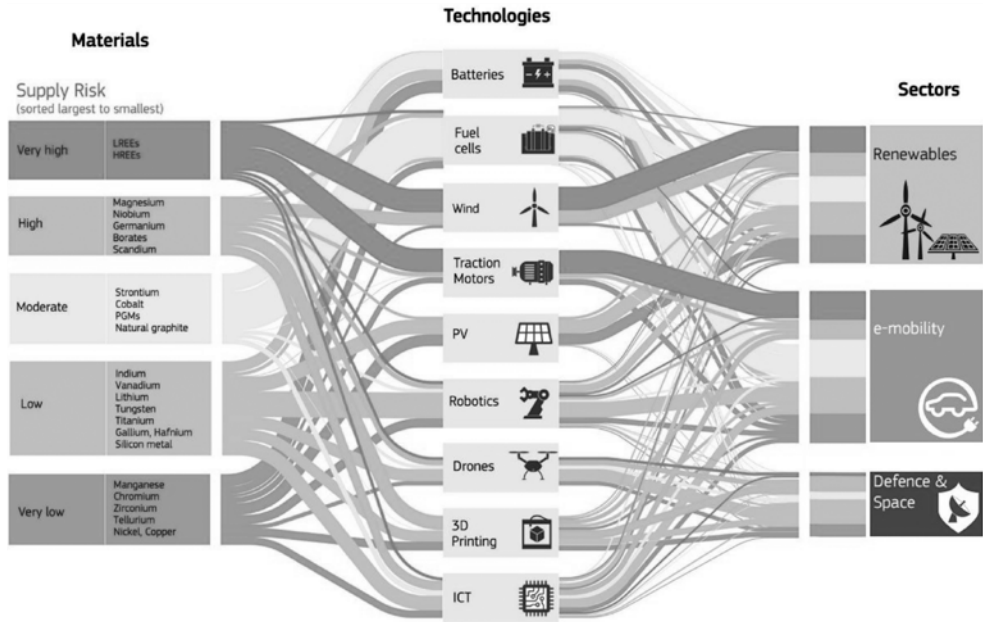 Technologies
Materials
Supply Risk
(sorted largest to smallest)
Very high
LREEs
HREEs
High
Magnesium
Niobium
Germanium
Borates
Scandium
Moderate
Strontium
Cobalt
PGMs
Natural graphite
Low
Indium
Vanadium
Lithium
Tungsten
Titanium
Gallium, Hafnium
Silicon metal
Very low
Manganese
Chromium
Zirconium
Tellurium
Nickel, Copper
Batteries
Fuel
cells
Wind
Traction
Motors
PV
Robotics
Drones
3D
Printing
ICT
Sectors
Renewables
e-mobility
Defence &
Space